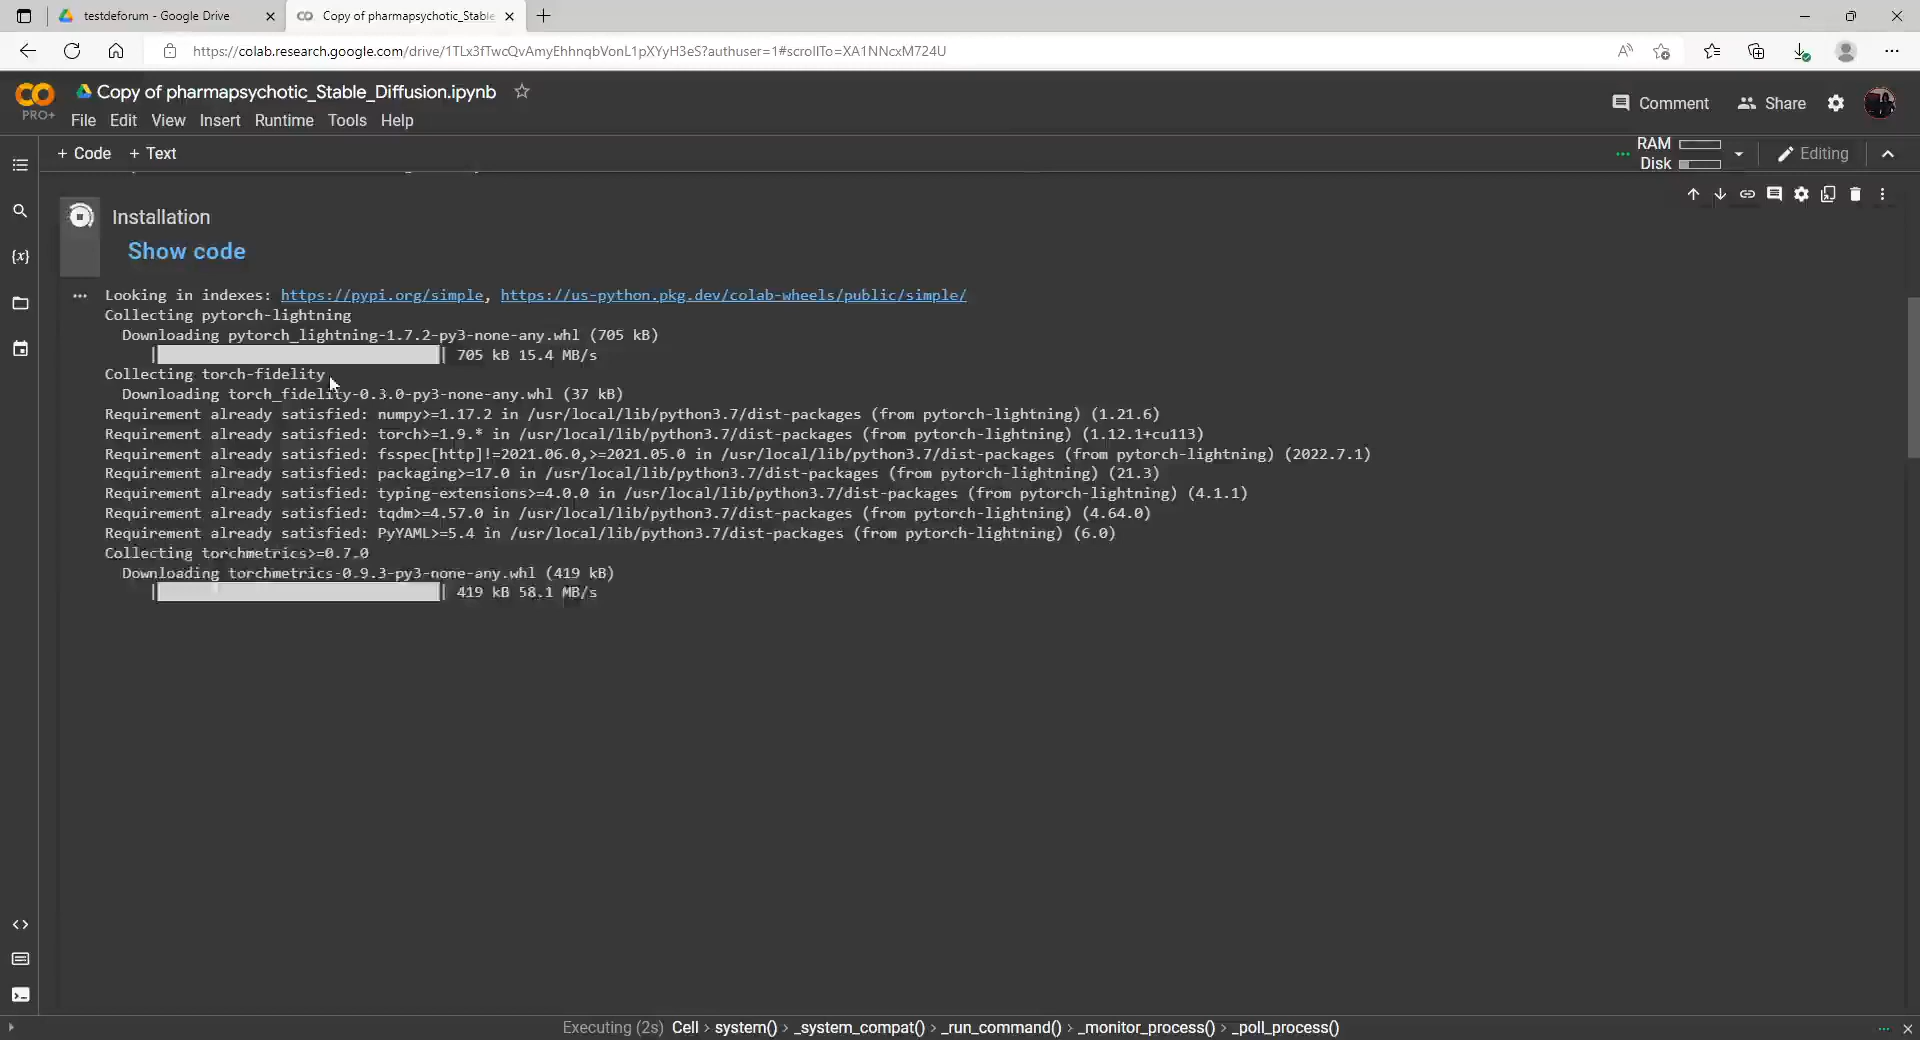 testdeforum - Google Drive
Copy of pharmapsychotic_Stable
https://colab.research.google.com/drive/1TLx3fTwcQvAmyEhhnqbVonL1pXYyH3eS?authuser=1#scrollTo=XA1NNcxM724U
CO
PRO+
Copy of pharmapsychotic_Stable_Diffusion.ipynb
Comment
Share
File Edit View Insert Runtime Tools Help
+ Code + Text
RAM
Disk
Editing
Installation
Show code
{x}
Looking in indexes: https://pypi.org/simple, https://us-python.pkg.dev/colab-wheels/public/simple/
Collecting pytorch-lightning
Downloading pytorch_lightning-1.7.2-py3-none-any.whl (705 kB)
| | 705 kB 15.4 MB/s
Collecting torch-fidelity
Downloading torch_fidelity-0.3.0-py3-none-any.whl (37 kB)
Requirement already satisfied: numpy>=1.17.2 in /usr/local/lib/python3.7/dist-packages (from pytorch-lightning) (1.21.6)
Requirement already satisfied: torch>=1.9.* in /usr/local/lib/python3.7/dist-packages (from pytorch-lightning) (1.12.1+cu113)
Requirement already satisfied: fsspec[http]!=2021.06.0,>=2021.05.0 in /usr/local/lib/python3.7/dist-packages (from pytorch-lightning) (2022.7.1)
Requirement already satisfied: packaging>=17.0 in /usr/local/lib/python3.7/dist-packages (from pytorch-lightning) (21.3)
Requirement already satisfied: typing-extensions>=4.0.0 in /usr/local/lib/python3.7/dist-packages (from pytorch-lightning) (4.1.1)
Requirement already satisfied: tqdm>=4.57.0 in /usr/local/lib/python3.7/dist-packages (from pytorch-lightning) (4.64.0)
Requirement already satisfied: PyYAML>=5.4 in /usr/local/lib/python3.7/dist-packages (from pytorch-lightning) (6.0)
Collecting torchmetrics>=0.7.0
Downloading torchmetrics-0.9.3-py3-none-any.whl (419 kB)
| | 419 kB 58.1 MB/s
Executing (2s) Cell > system() > _system_compat() > _run_command() > _monitor_process() > _poll_process()